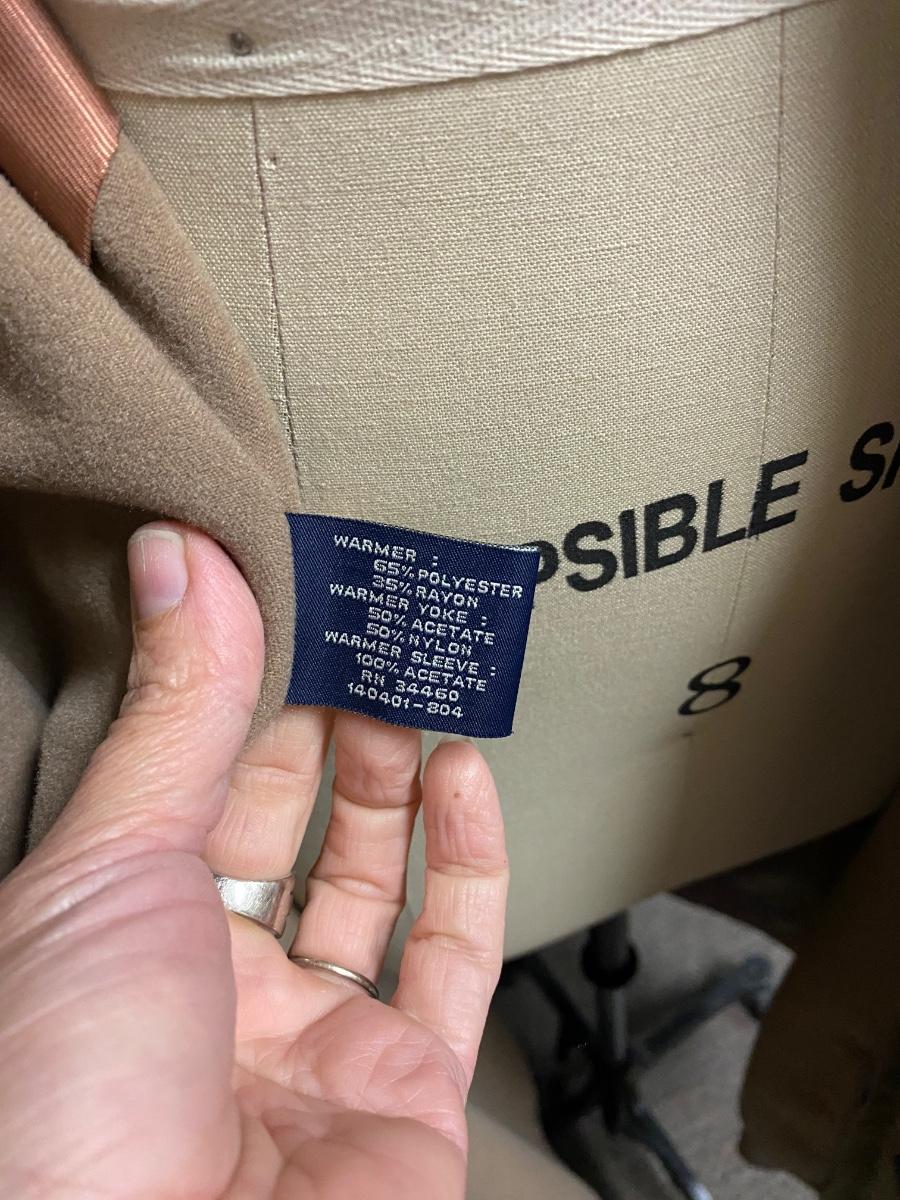 WARMER :
65% POLYESTER
35% RAYON
WARMER YOKE :
50% ACETATE
50% NYLON
WARMER SLEEVE :
100% ACETATE
RN 34460
140401-804
PSIBLE SA
8